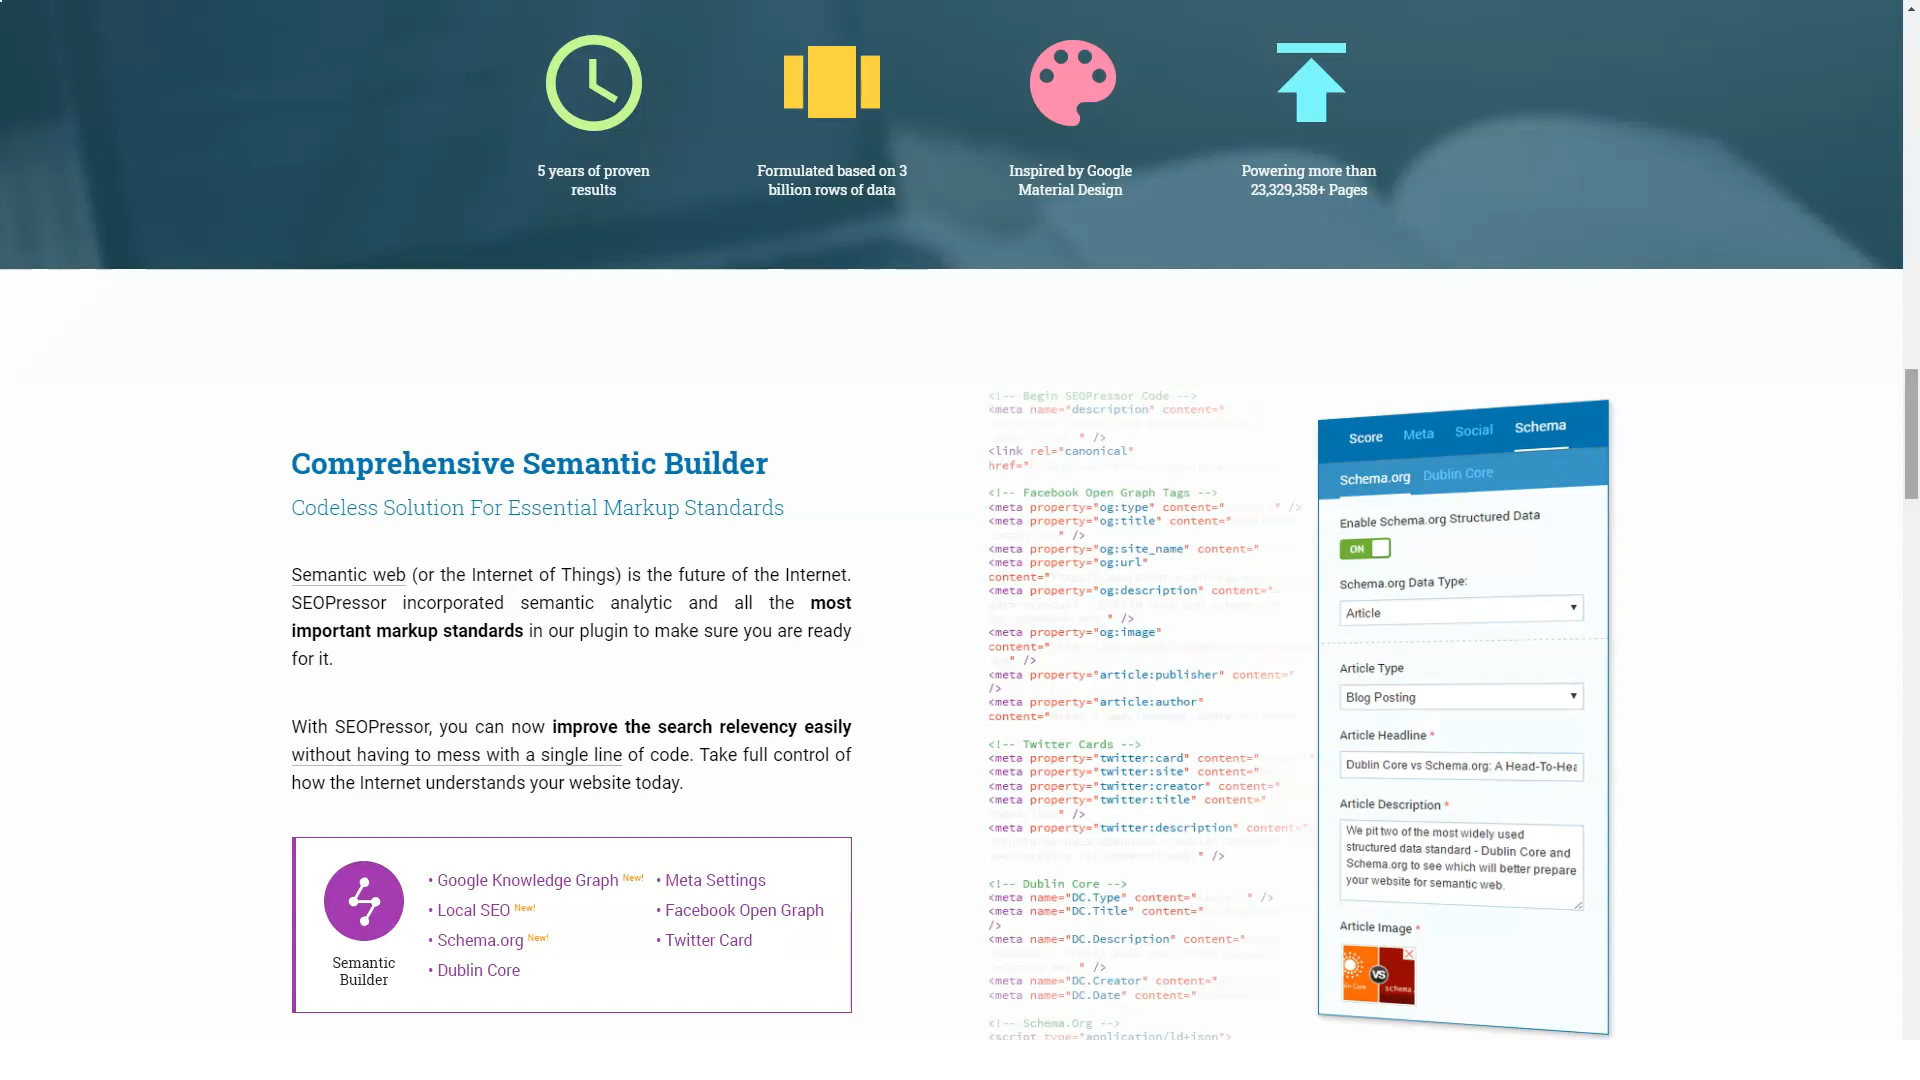 5 years of proven
results
Formulated based on 3
billion rows of data
Inspired by Google
Material Design
Powering more than
23,329,358+ Pages
Comprehensive Semantic Builder
Codeless Solution For Essential Markup Standards
Semantic web (or the Internet of Things) is the future of the Internet.
SEOPressor incorporated semantic analytic and all the most
important markup standards in our plugin to make sure you are ready
for it.
With SEOPressor, you can now improve the search relevency easily
without having to mess with a single line of code. Take full control of
how the Internet understands your website today.
Semantic
Builder
• Google Knowledge Graph New!
• Local SEO New!
• Schema.org New!
• Dublin Core
• Meta Settings
• Facebook Open Graph
• Twitter Card
<!-- Begin SEOPressor Code -->
<meta name="description" content="
" />
<link rel="canonical"
href="
<!-- Facebook Open Graph Tags -->
<meta property="og:type" content=" " />
<meta property="og:title" content="
" />
<meta property="og:site_name" content="
<meta property="og:url"
content="
<meta property="og:description" content="
" />
<meta property="og:image"
content="
" />
<meta property="article:publisher" content="
/>
<meta property="article:author"
content="
<!-- Twitter Cards -->
<meta property="twitter:card" content="
<meta property="twitter:site" content="
<meta property="twitter:creator" content="
<meta property="twitter:title" content="
" />
<meta property="twitter:description" content="
" />
<!-- Dublin Core -->
<meta name="DC.Type" content=" " />
<meta name="DC.Title" content="
/>
<meta name="DC.Description" content="
" />
<meta name="DC.Creator" content="
<meta name="DC.Date" content="
<!-- Schema.Org -->
<script type="application/ld+json">
Score Meta Social Schema
Schema.org Dublin Core
Enable Schema.org Structured Data
ON
Schema.org Data Type:
Article
Article Type
Blog Posting
Article Headline *
Dublin Core vs Schema.org: A Head-To-Hea
Article Description *
We pit two of the most widely used
structured data standard - Dublin Core and
Schema.org to see which will better prepare
your website for semantic web.
Article Image *
lin Core VS schema.